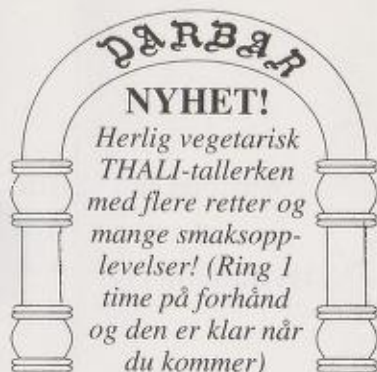 DARBAR
NYHET!
Herlig vegetarisk
THALI-tallerken
med flere retter og
mange smaksopp-
levelser! (Ring 1
time på forhånd
og den er klar når
du kommer)